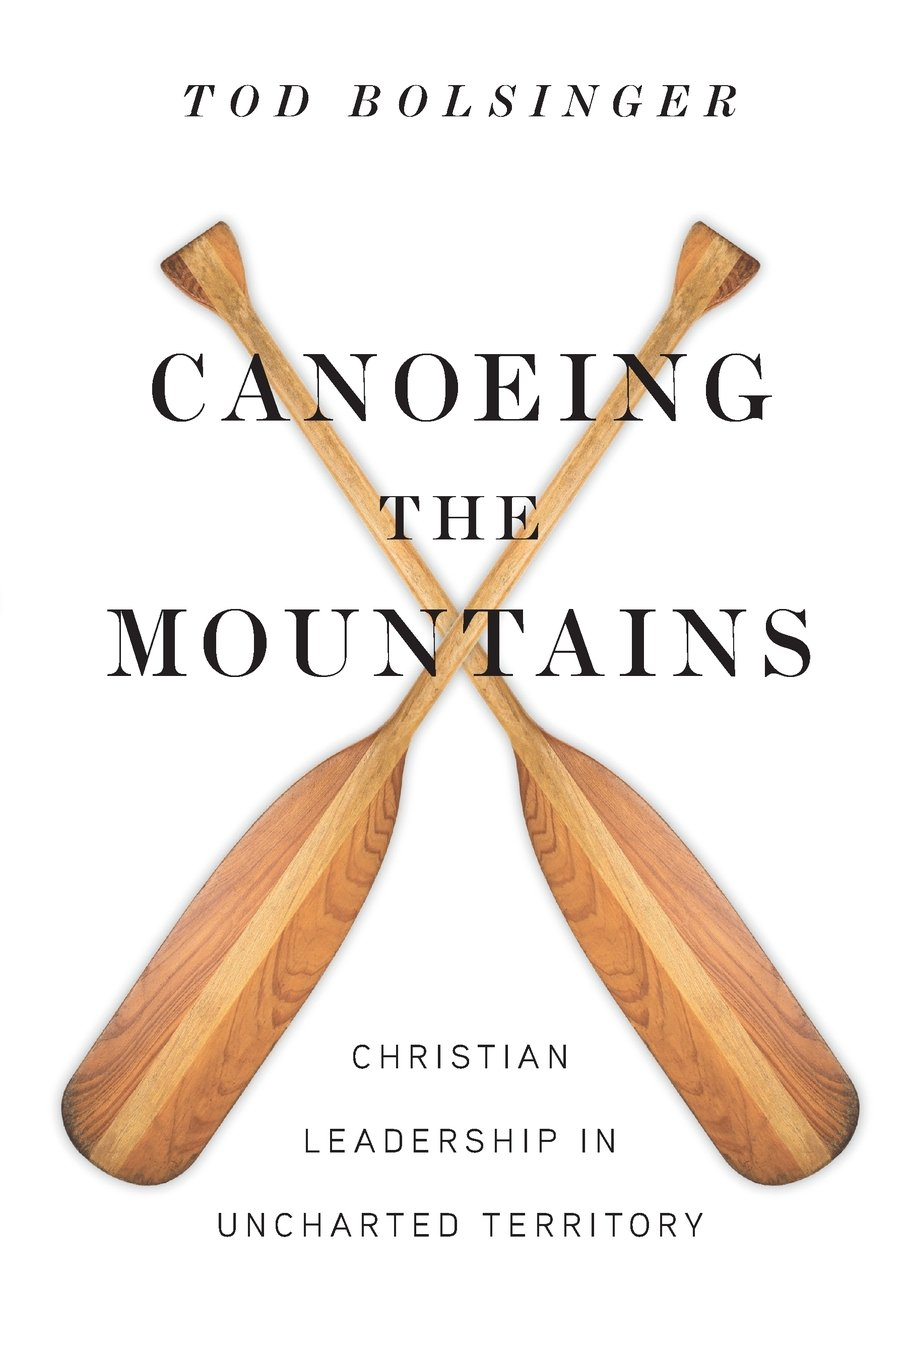 TOD BOLSINGER
CANOEING
THE
MOUNTAINS
CHRISTIAN
LEADERSHIP IN
UNCHARTED TERRITORY